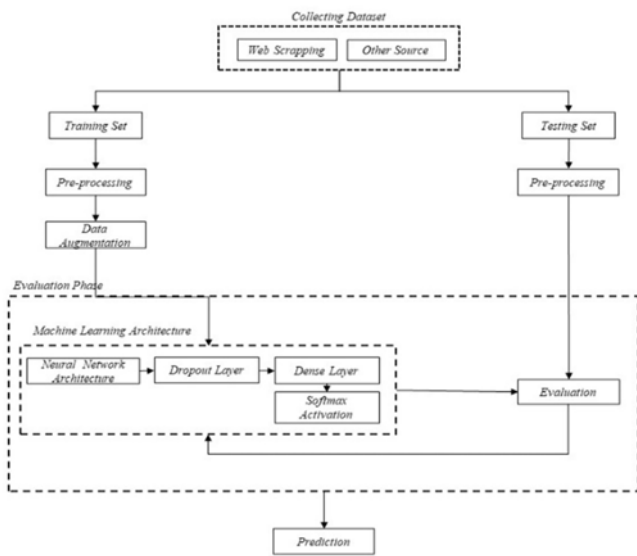 Collecting Dataset
Web Scrapping
Other Source
Training Set
Testing Set
Pre-processing
Pre-processing
Data
Augmentation
Evaluation Phase
Machine Learning Architecture
Neural Network
Architecture
Dropout Layer
Dense Layer
Softmax
Activation
Evaluation
Prediction